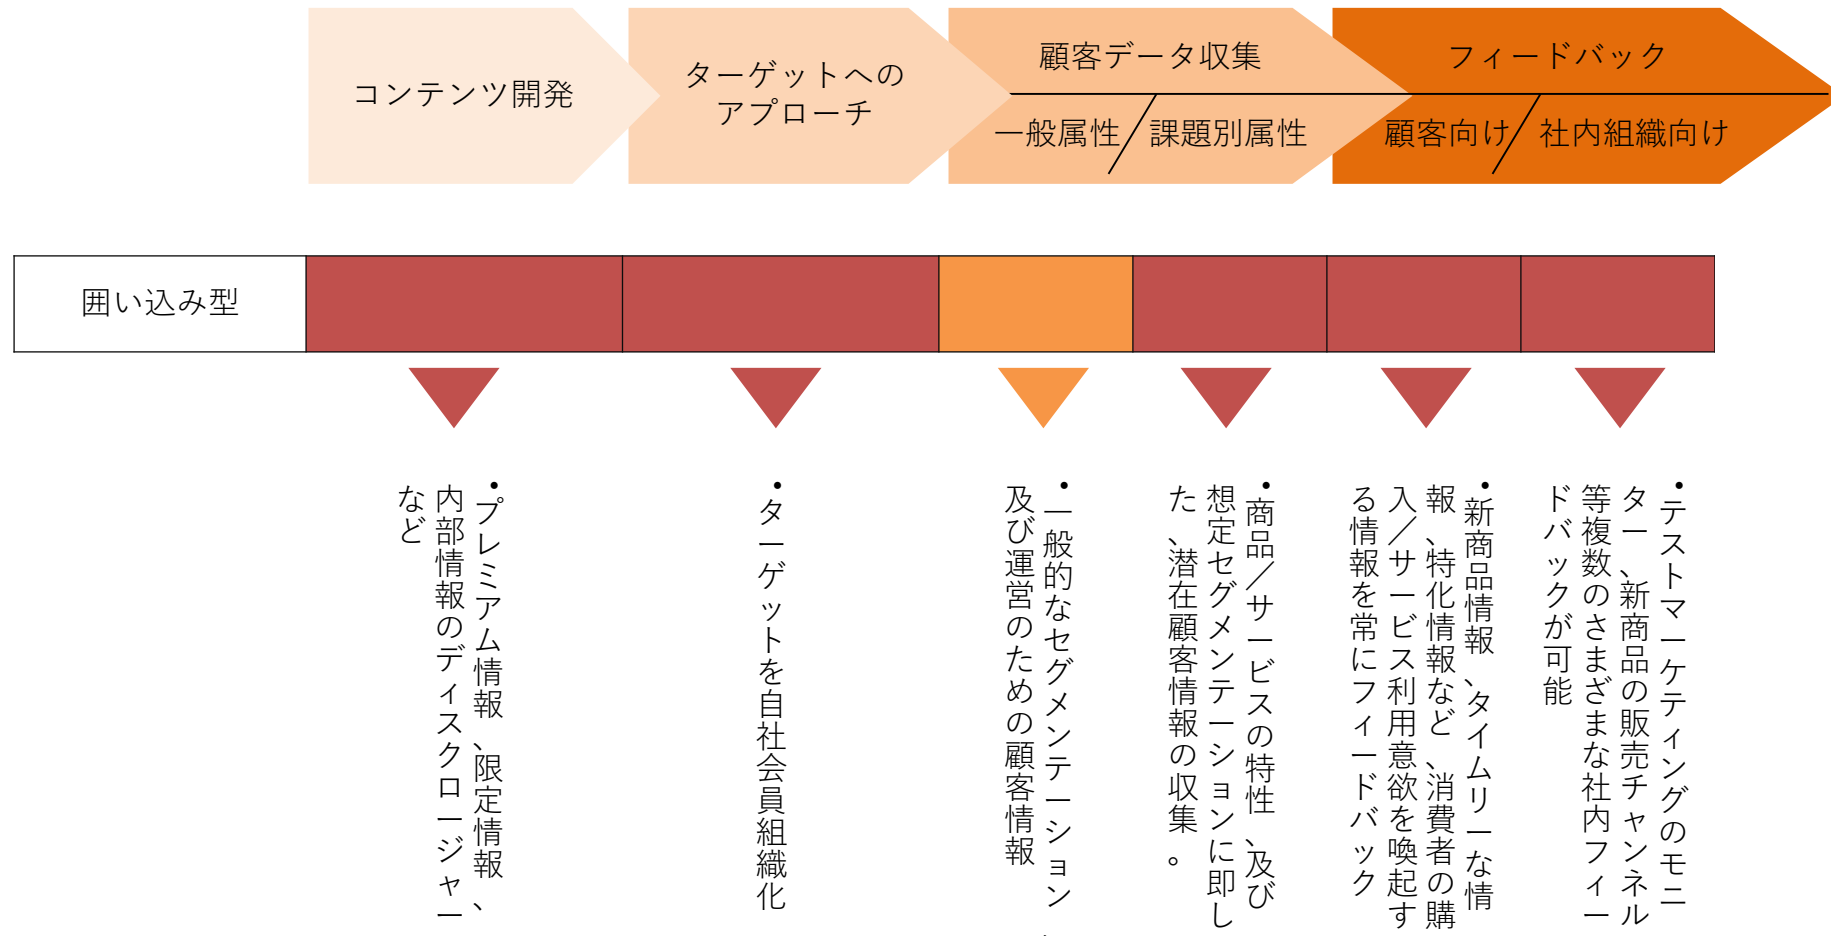 コンテンツ開発
ターゲットへの
アプローチ
顧客データ収集
一般属性
課題別属性
フィードバック
顧客向け
社内組織向け
囲い込み型
・プレミアム情報、限定情報、
内部情報のディスクロージャー
など
・ターゲットを自社会員組織化
・一般的なセグメンテーション、
及び運営のための顧客情報
・商品／サービスの特性、及び
想定セグメンテーションに即し
た、潜在顧客情報の収集。
・新商品情報、タイムリーな情
報、特化情報など、消費者の購
入／サービス利用意欲を喚起す
る情報を常にフィードバック
・テストマーケティングのモニ
ター、新商品の販売チャンネル
等複数のさまざまな社内フィー
ドバックが可能